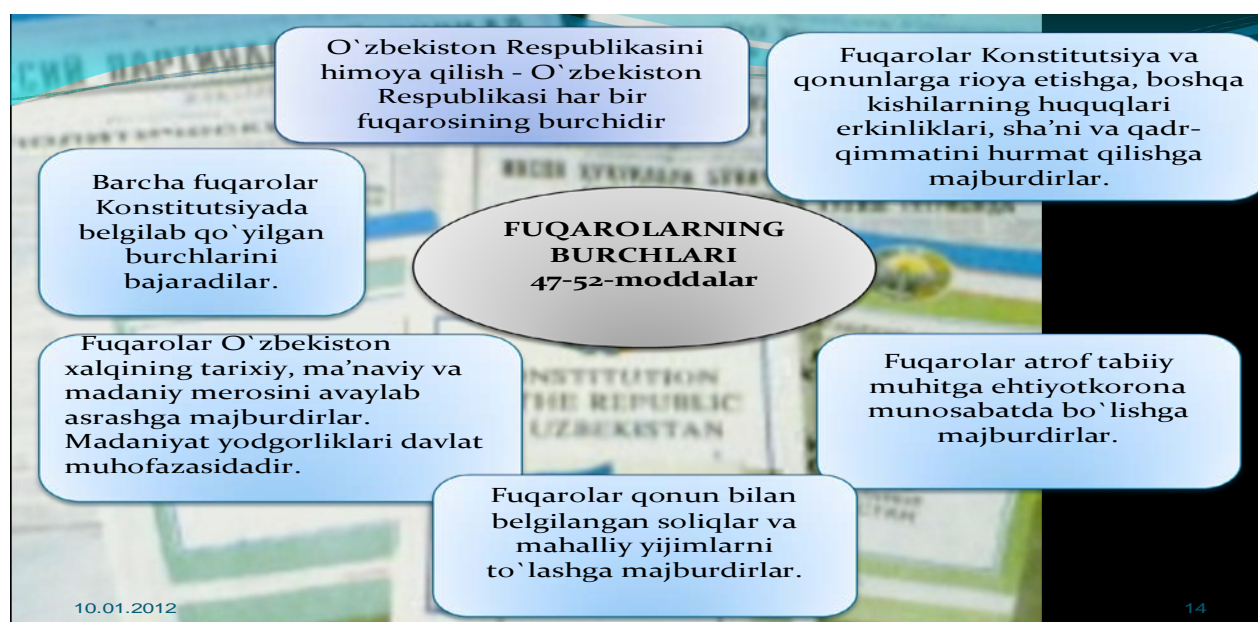 O`zbekiston Respublikasini
himoya qilish - O`zbekiston
Respublikasi har bir
fuqarosining burchidir
Fuqarolar Konstitutsiya va
qonunlarga rioya etishga, boshqa
kishilarning huquqlari
erkinliklari, sha’ni va qadr-
qimmatini hurmat qilishga
majburdirlar.
Barcha fuqarolar
Konstitutsiyada
belgilab qo`yilgan
burchlarini
bajaradilar.
FUQAROLARNING
BURCHLARI
47-52-moddalar
Fuqarolar O`zbekiston
xalqining tarixiy, ma’naviy va
madaniy merosini avaylab
asrashga majburdirlar.
Madaniyat yodgorliklari davlat
muhofazasidadir.
Fuqarolar atrof tabiiy
muhitga ehtiyotkorona
munosabatda bo`lishga
majburdirlar.
Fuqarolar qonun bilan
belgilangan soliqlar va
mahalliy yijimlarni
to`lashga majburdirlar.
THE REPUBLIC
UZBEKISTAN
10.01.2012
14